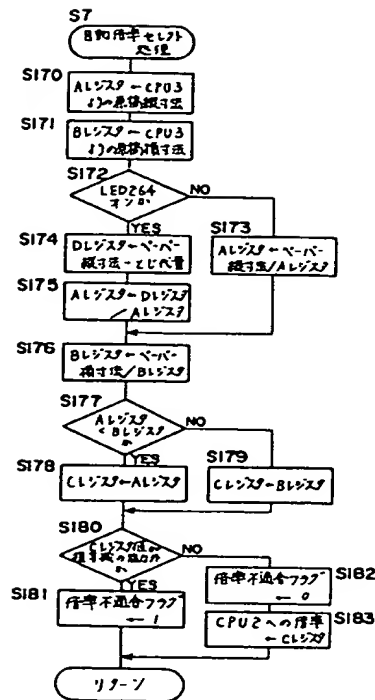 S7
自動倍率セレクト
処理
S170
Aレジスタ←CPU3
よりの原稿縦寸法
S171
Bレジスタ←CPU3
よりの原稿横寸法
S172
LED264
オンか
NO
YES
S173
Aレジスタ←ペーパー
縦寸法/Aレジスタ
S174
Dレジスタ←ペーパー
縦寸法-とじ代量
S175
Aレジスタ←Dレジスタ
/Aレジスタ
S176
Bレジスタ←ペーパー
横寸法/Bレジスタ
S177
Aレジスタ
<Bレジスタ
か
NO
YES
S178
Cレジスタ←Aレジスタ
S179
Cレジスタ←Bレジスタ
S180
Cレジスタ値が
か
NO
YES
S181
倍率不適合フラグ
←1
S182
倍率不適合フラグ
←0
S183
CPU2への倍率
←Cレジスタ
リターン